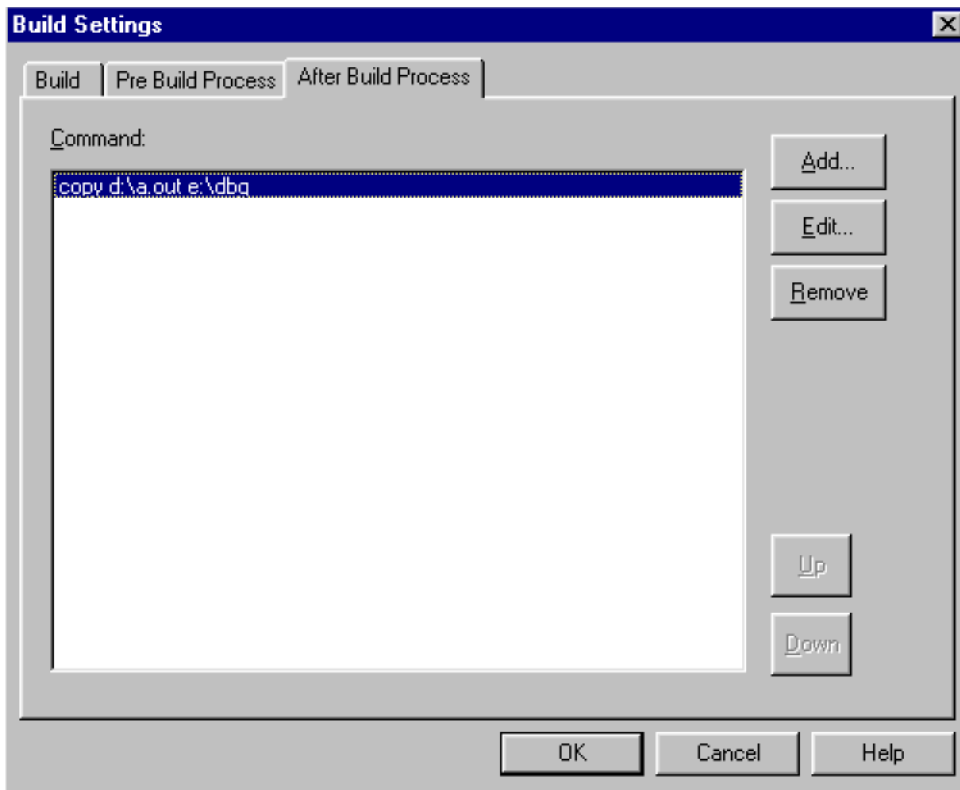 Build Settings
Build
Pre Build Process
After Build Process
Command:
copy d:\a.out e:\dbg
Add...
Edit...
Remove
Up
Down
OK
Cancel
Help